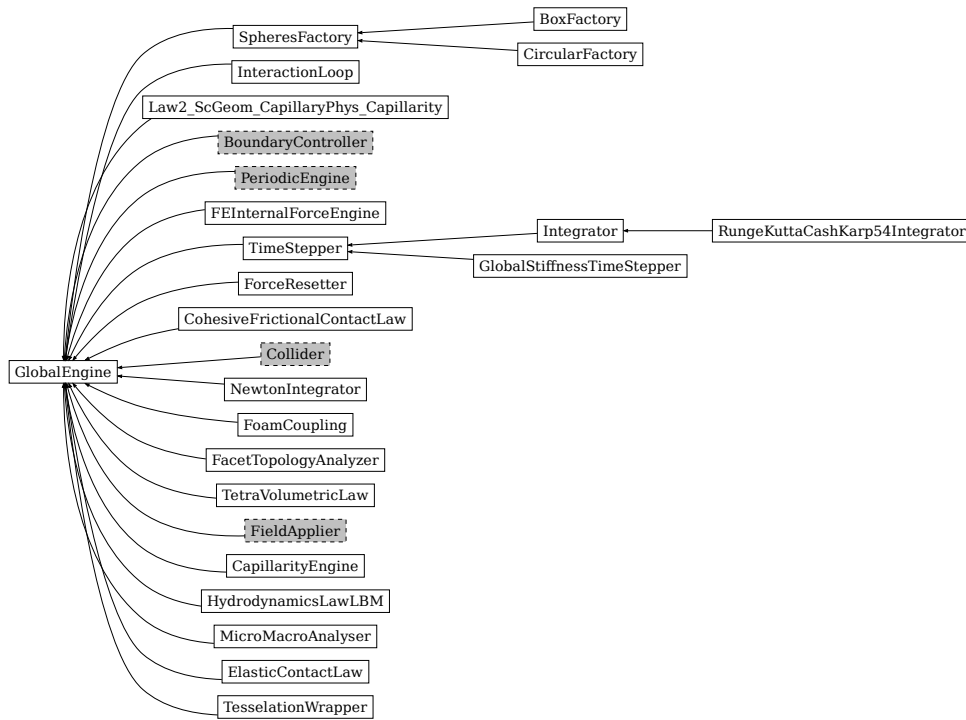 BoxFactory
SpheresFactory
CircularFactory
InteractionLoop
Law2_ScGeom_CapillaryPhys_Capillarity
BoundaryController
PeriodicEngine
FEInternalForceEngine
Integrator
RungeKuttaCashKarp54Integrator
TimeStepper
GlobalStiffnessTimeStepper
ForceResetter
CohesiveFrictionalContactLaw
Collider
GlobalEngine
NewtonIntegrator
FoamCoupling
FacetTopologyAnalyzer
TetraVolumetricLaw
FieldApplier
CapillarityEngine
HydrodynamicsLawLBM
MicroMacroAnalyser
ElasticContactLaw
TesselationWrapper